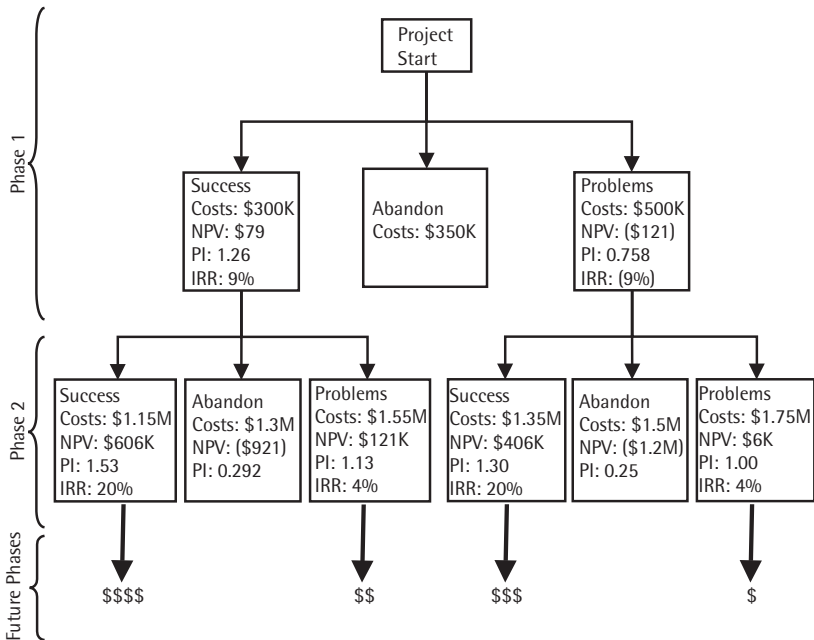 Project
Start
Phase 1
Success
Costs: $300K
NPV: $79
PI: 1.26
IRR: 9%
Abandon
Costs: $350K
Problems
Costs: $500K
NPV: ($121)
PI: 0.758
IRR: (9%)
Phase 2
Success
Costs: $1.15M
NPV: $606K
PI: 1.53
IRR: 20%
Abandon
Costs: $1.3M
NPV: ($921)
PI: 0.292
Problems
Costs: $1.55M
NPV: $121K
PI: 1.13
IRR: 4%
Success
Costs: $1.35M
NPV: $406K
PI: 1.30
IRR: 20%
Abandon
Costs: $1.5M
NPV: ($1.2M)
PI: 0.25
Problems
Costs: $1.75M
NPV: $6K
PI: 1.00
IRR: 4%
Future Phases
$$$$
$$
$$$
$